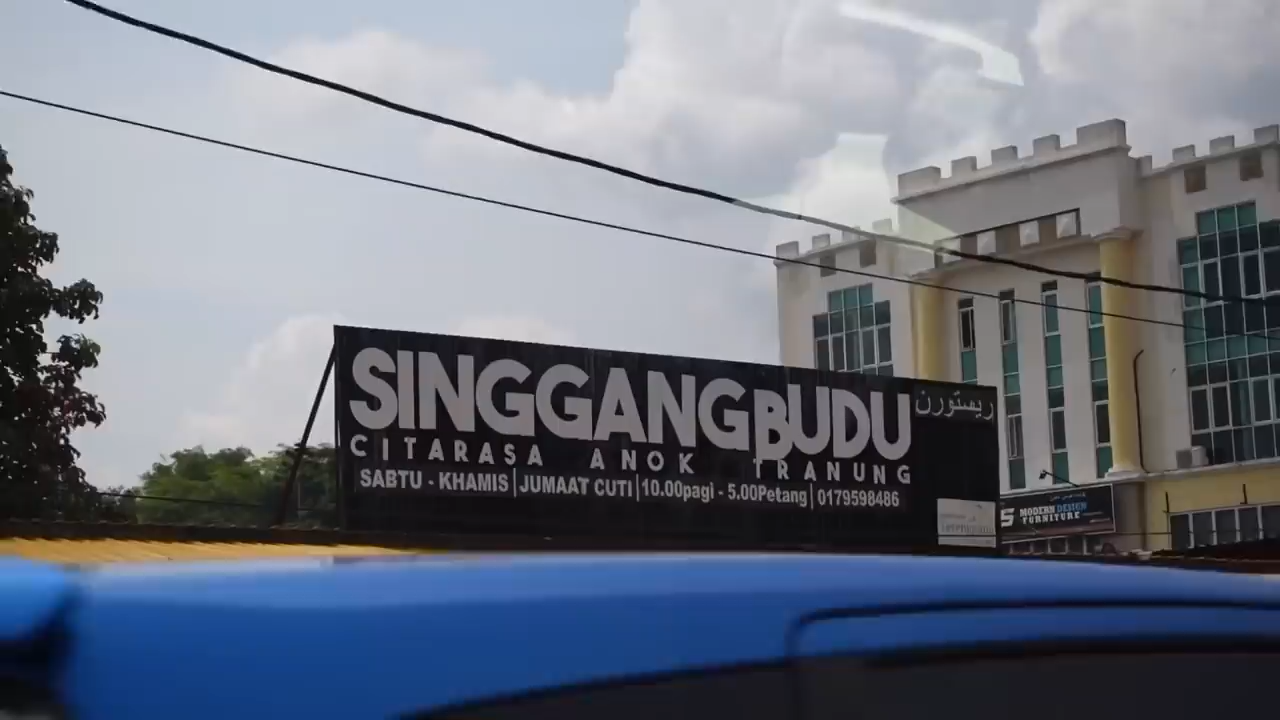 SINGGANGBUDU
ريستورن
CITARASA ANOK TRANUNG
SABTU - KHAMIS | JUMAAT CUTI | 10.00pagi - 5.00Petang | 0179598486
MODERN DESIGN
FURNITURE